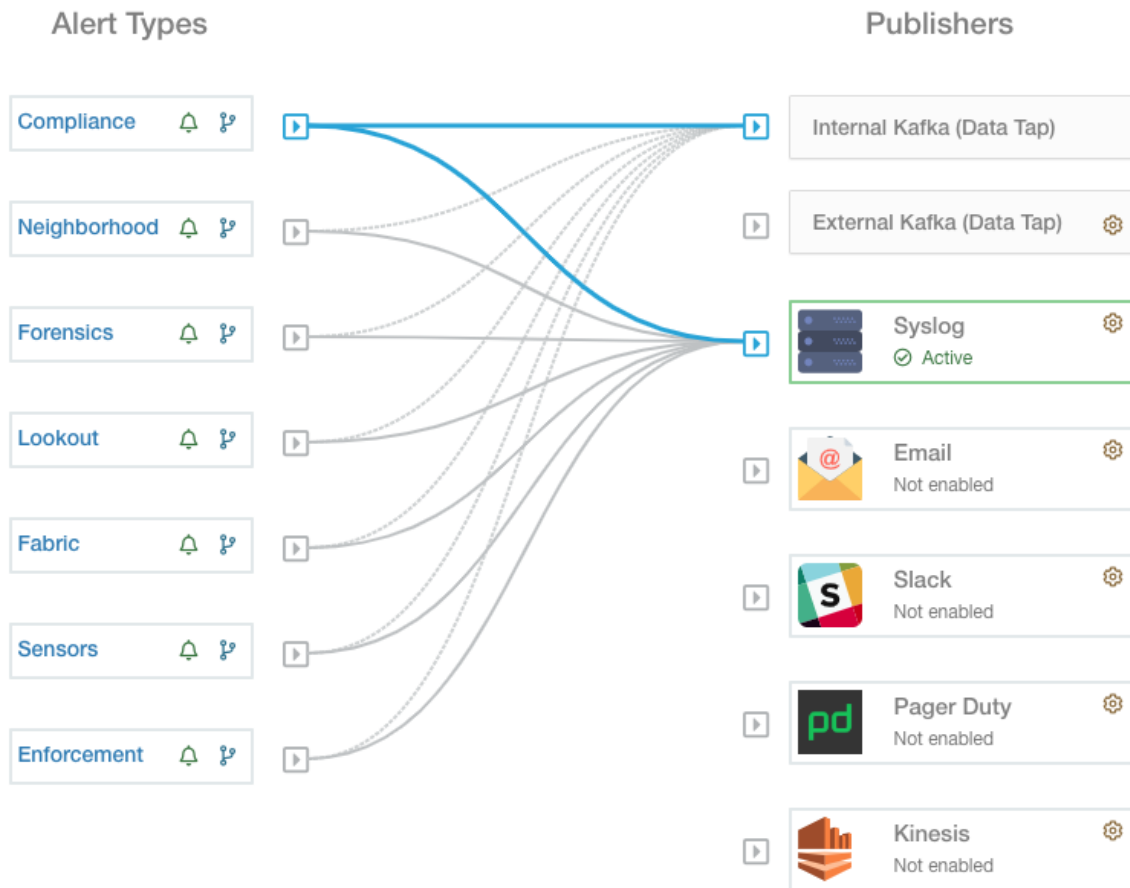 Alert Types
Publishers
Compliance
Internal Kafka (Data Tap)
Neighborhood
External Kafka (Data Tap)
Forensics
Syslog
Active
Lookout
@
Email
Not enabled
Fabric
S
Slack
Not enabled
Sensors
pd
Pager Duty
Not enabled
Enforcement
Kinesis
Not enabled